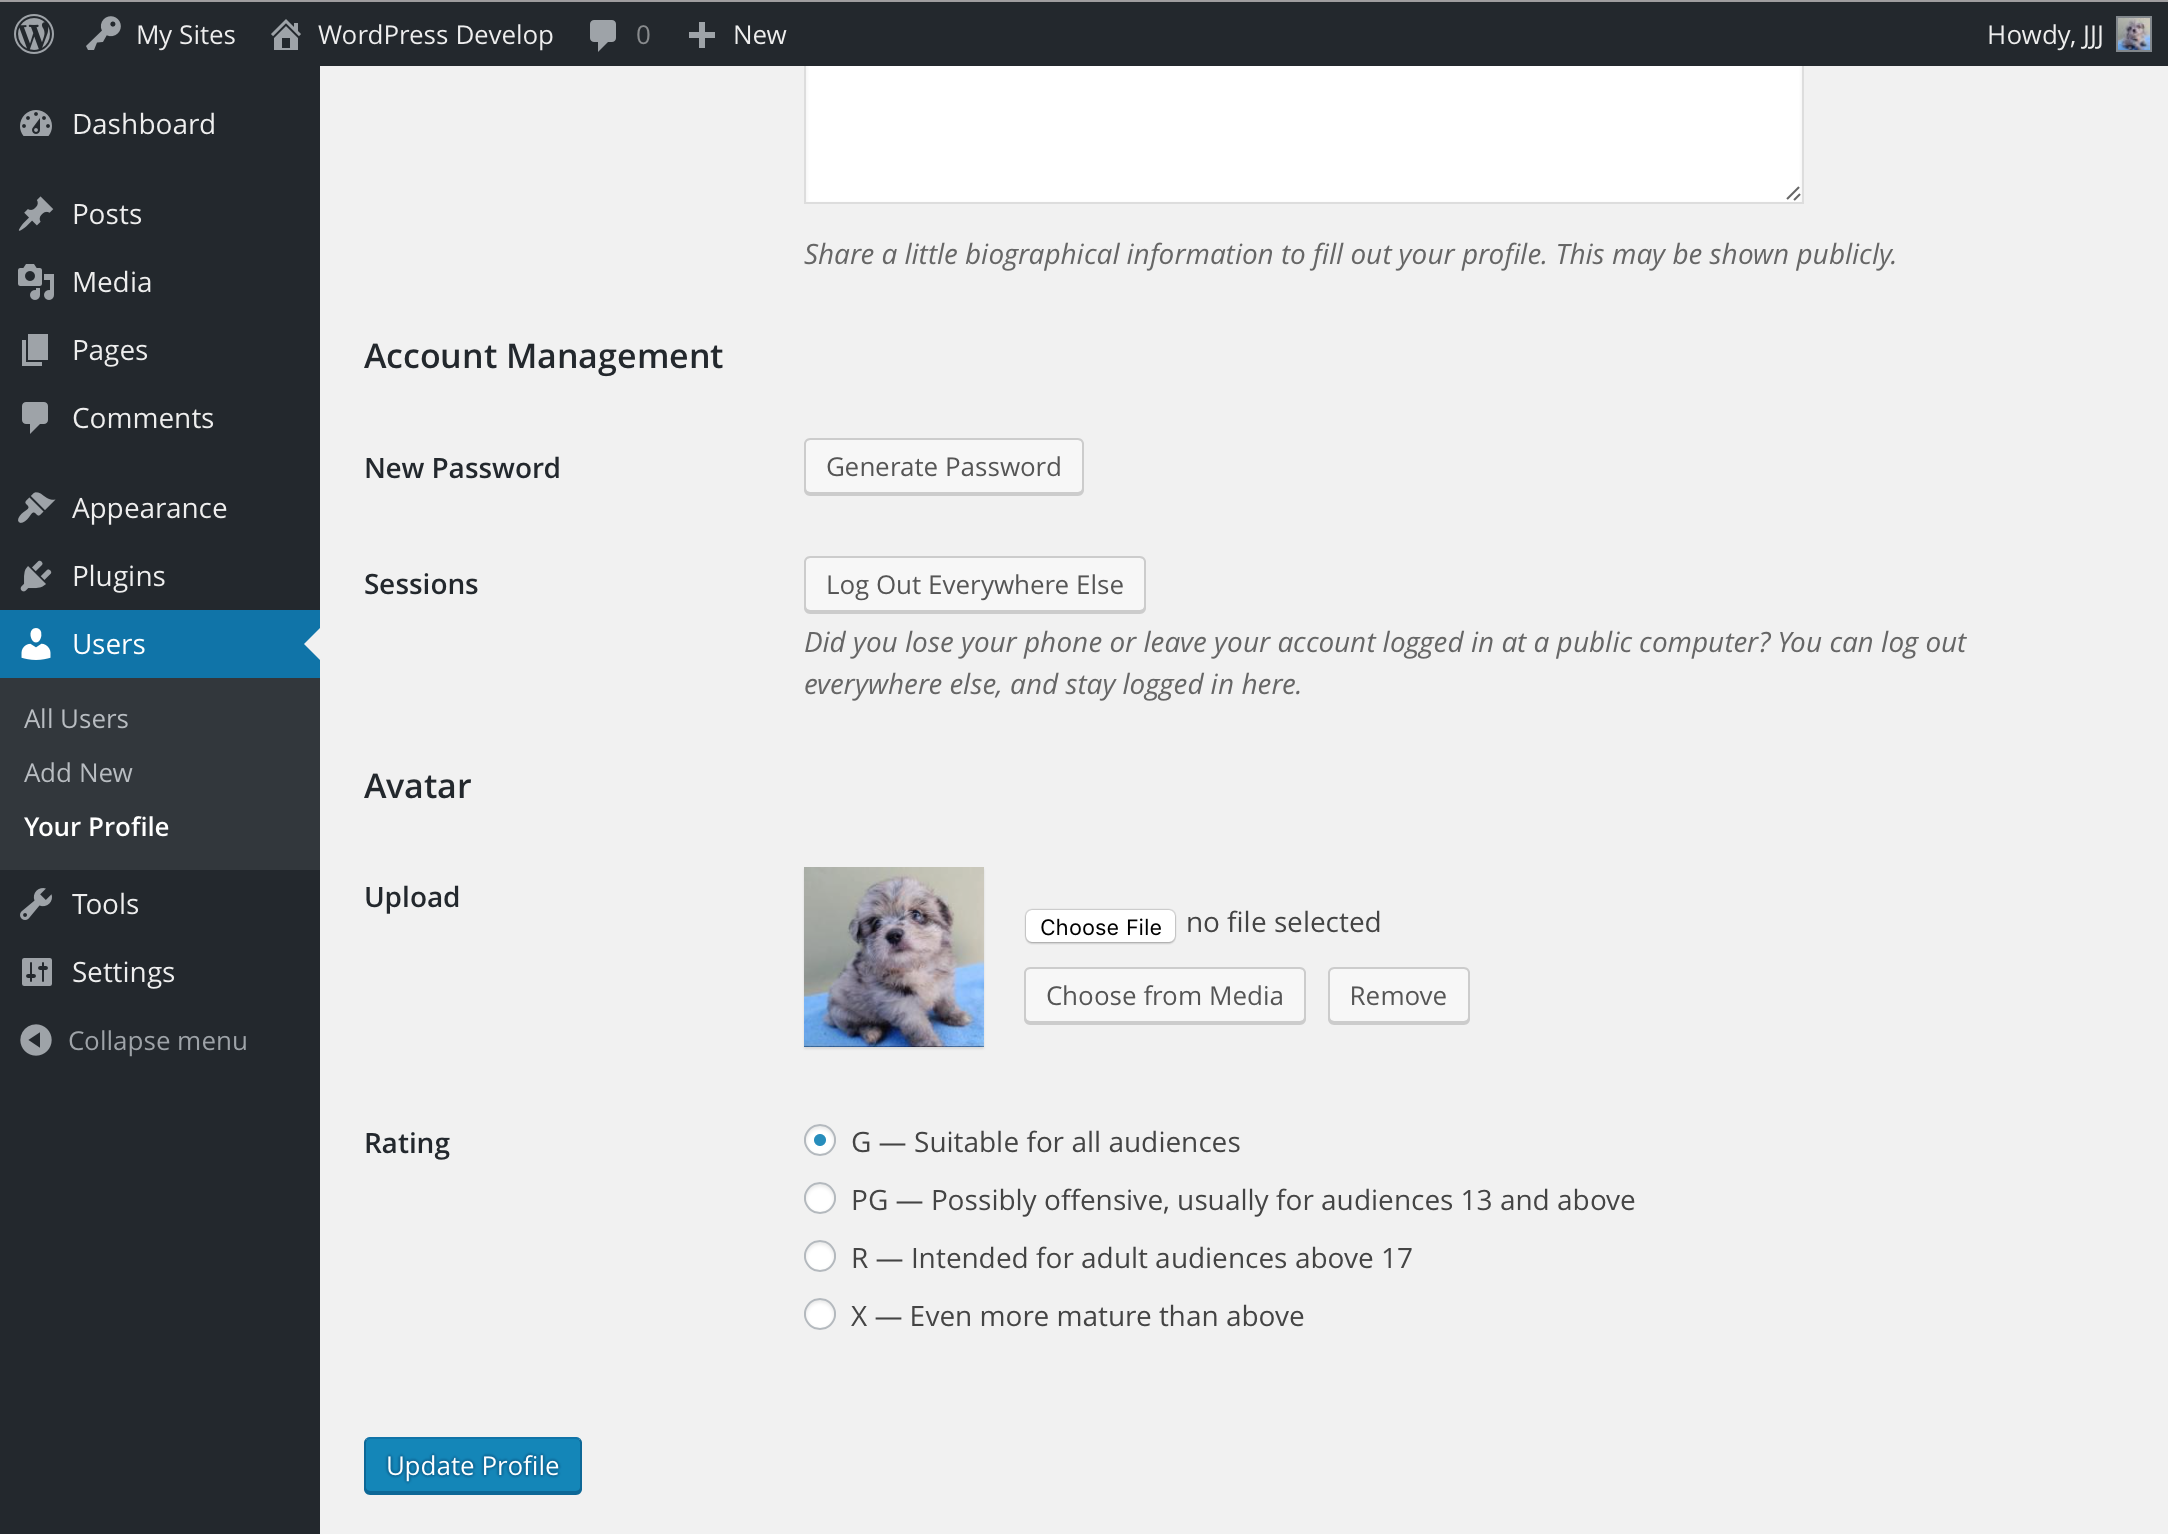 My Sites
WordPress Develop
0
New
Howdy, JJJ
Dashboard
Posts
Media
Pages
Comments
Appearance
Plugins
Users
All Users
Add New
Your Profile
Tools
Settings
Collapse menu
Share a little biographical information to fill out your profile. This may be shown publicly.
Account Management
New Password
Generate Password
Sessions
Log Out Everywhere Else
Did you lose your phone or leave your account logged in at a public computer? You can log out
everywhere else, and stay logged in here.
Avatar
Upload
Choose File no file selected
Choose from Media
Remove
Rating
G — Suitable for all audiences
PG — Possibly offensive, usually for audiences 13 and above
R — Intended for adult audiences above 17
X — Even more mature than above
Update Profile